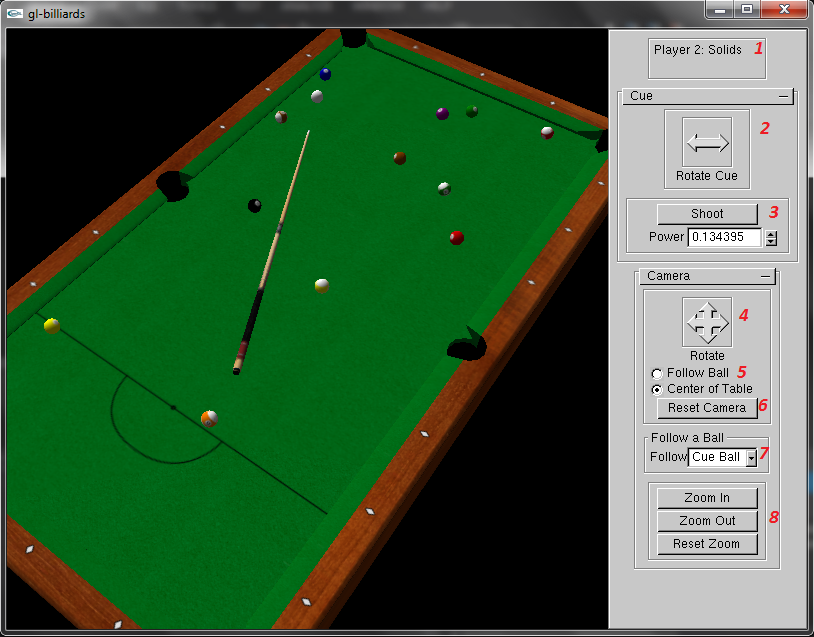 gl-billiards
Player 2: Solids 1
Cue
2
Rotate Cue
Shoot 3
Power 0.134395
Camera
4
Rotate
Follow Ball 5
Center of Table
Reset Camera 6
Follow a Ball
Follow Cue Ball 7
Zoom In
Zoom Out 8
Reset Zoom